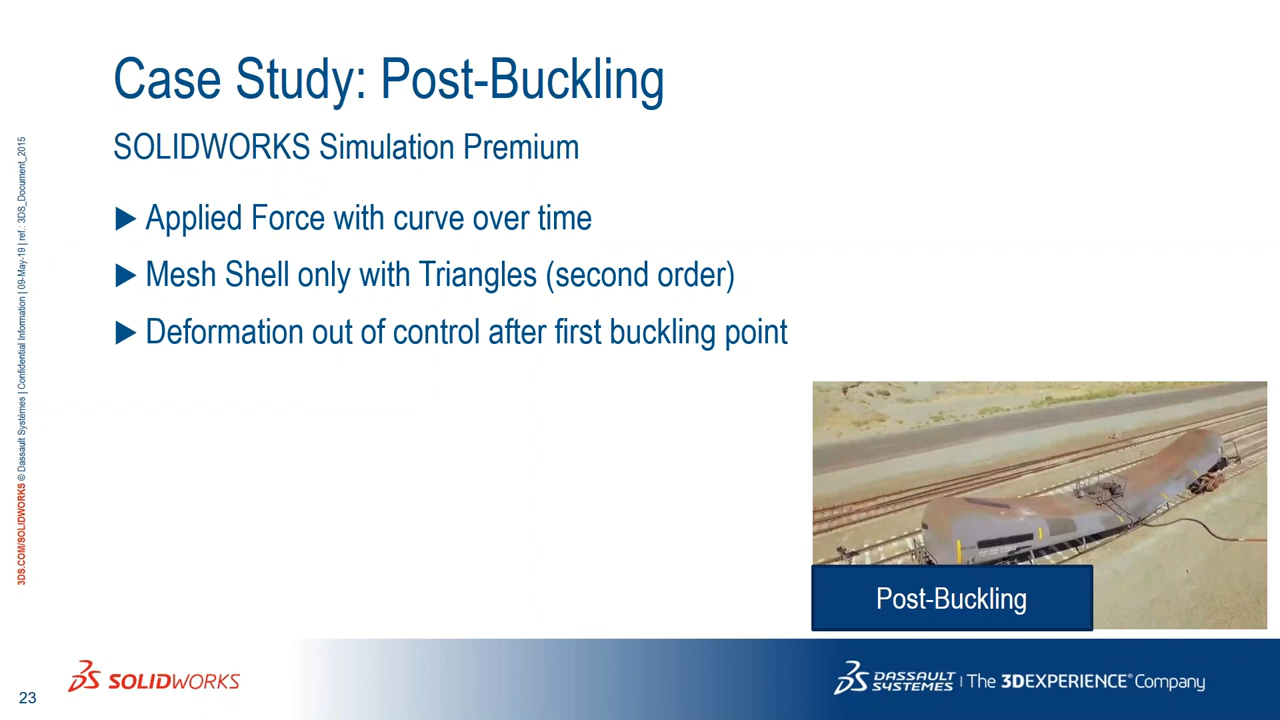 Case Study: Post-Buckling
SOLIDWORKS Simulation Premium
Applied Force with curve over time
Mesh Shell only with Triangles (second order)
Deformation out of control after first buckling point
Post-Buckling
3DS.COM/SOLIDWORKS © Dassault Systèmes | Confidential Information | 09-May-19 | ref.: 3DS_Document_2015
23
SOLIDWORKS
DASSAULT SYSTEMES | The 3DEXPERIENCE® Company